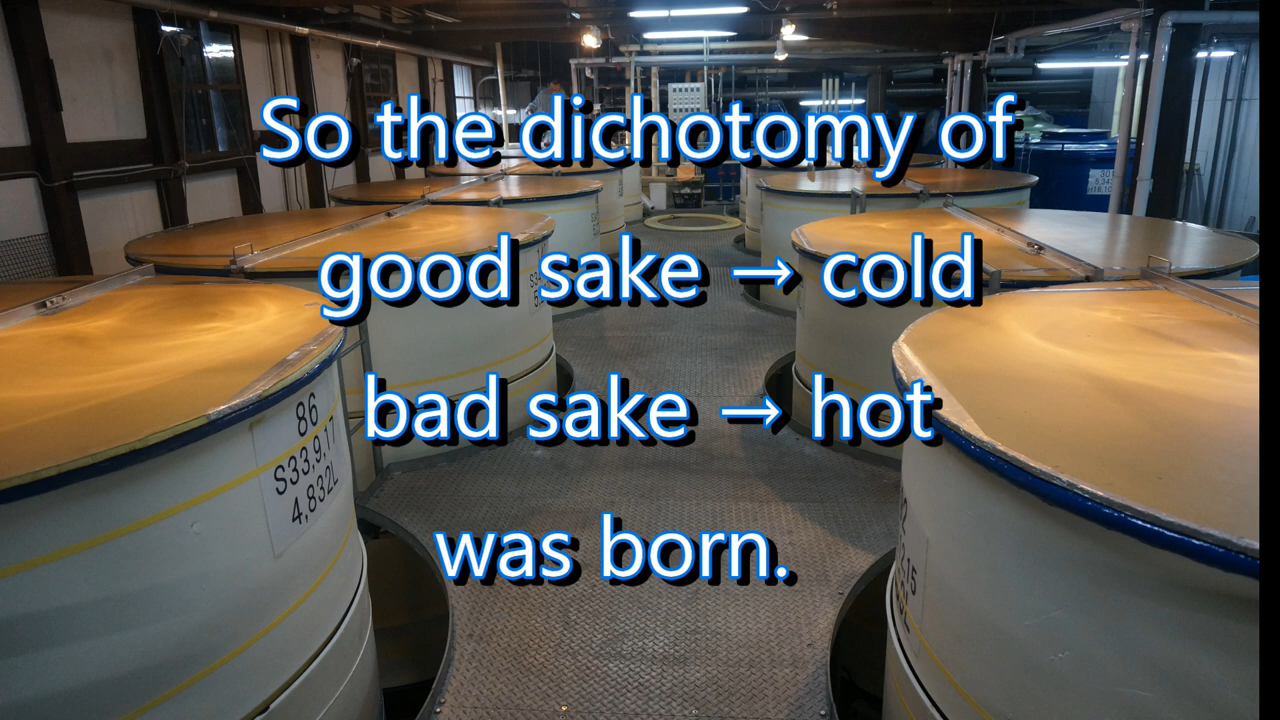 So the dichotomy of
good sake → cold
bad sake → hot
was born.
86
S33,9,17
4,832L